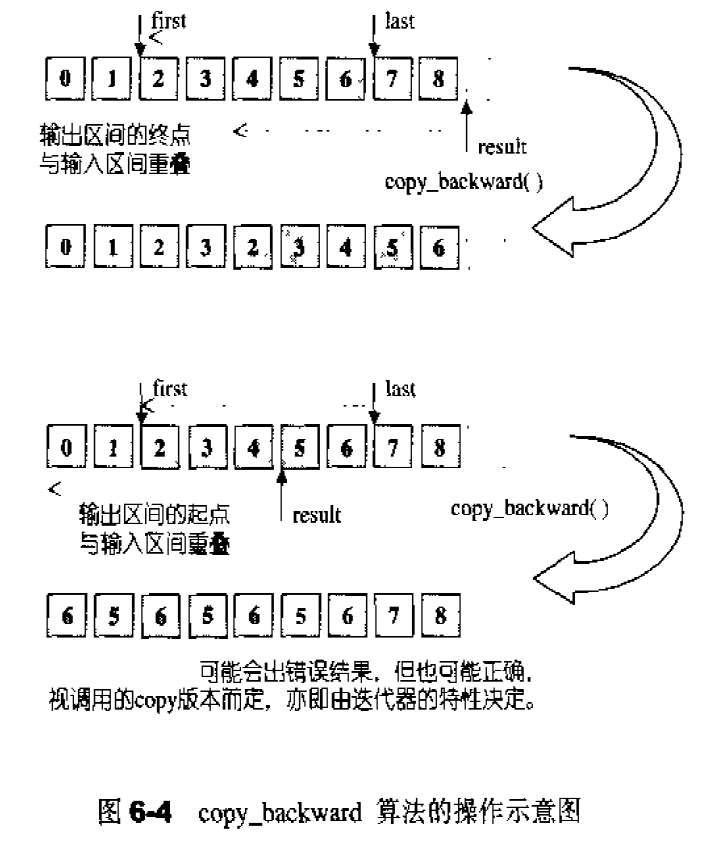 first last
0 1 2 3 4 5 6 7 8
输出区间的终点
与输入区间重叠
result
copy_backward( )
0 1 2 3 2 3 4 5 6
first last
0 1 2 3 4 5 6 7 8
输出区间的起点
与输入区间重叠
result
copy_backward( )
6 5 6 5 6 5 6 7 8
可能会出错误结果，但也可能正确，
视调用的copy版本而定，亦即由迭代器的特性决定。
图 6-4 copy_backward 算法的操作示意图